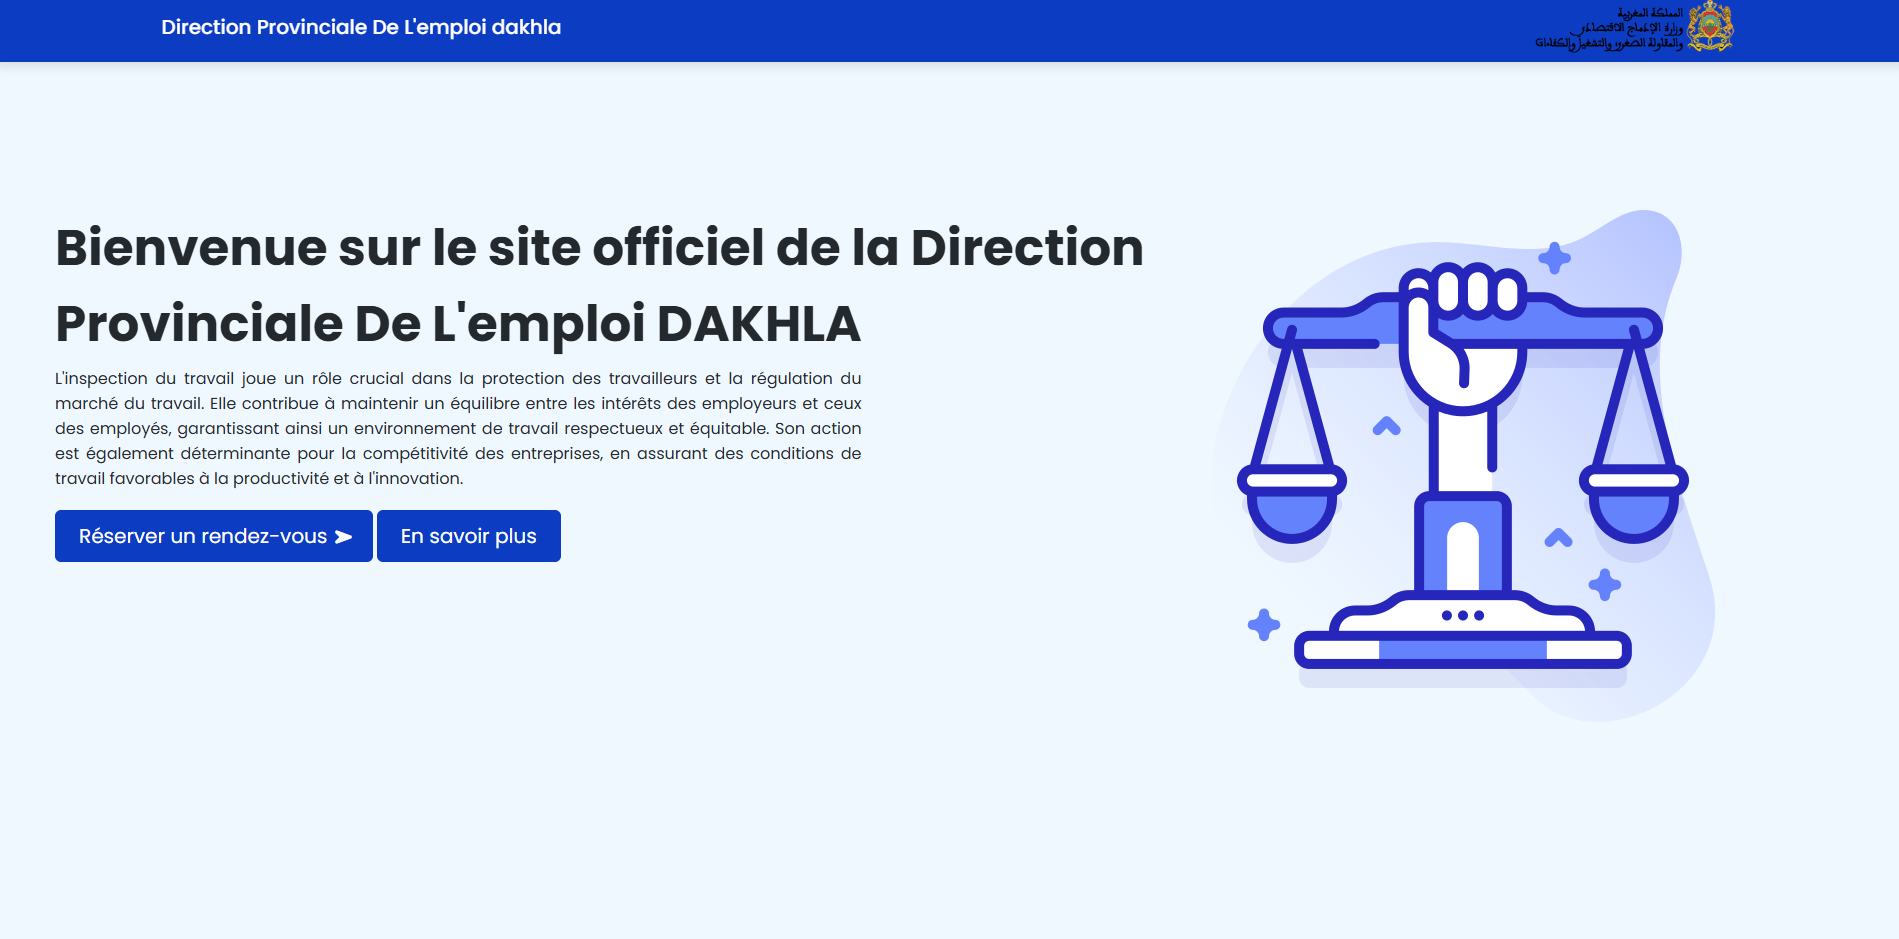 Direction Provinciale De L'emploi dakhla
المملكة المغربية
وزارة الإدماج الاقتصادي
والمقاولة الصغرى والتشغيل والكفاءات
Bienvenue sur le site officiel de la Direction
Provinciale De L'emploi DAKHLA
L'inspection du travail joue un rôle crucial dans la protection des travailleurs et la régulation du
marché du travail. Elle contribue à maintenir un équilibre entre les intérêts des employeurs et ceux
des employés, garantissant ainsi un environnement de travail respectueux et équitable. Son action
est également déterminante pour la compétitivité des entreprises, en assurant des conditions de
travail favorables à la productivité et à l'innovation.
Réserver un rendez-vous
En savoir plus